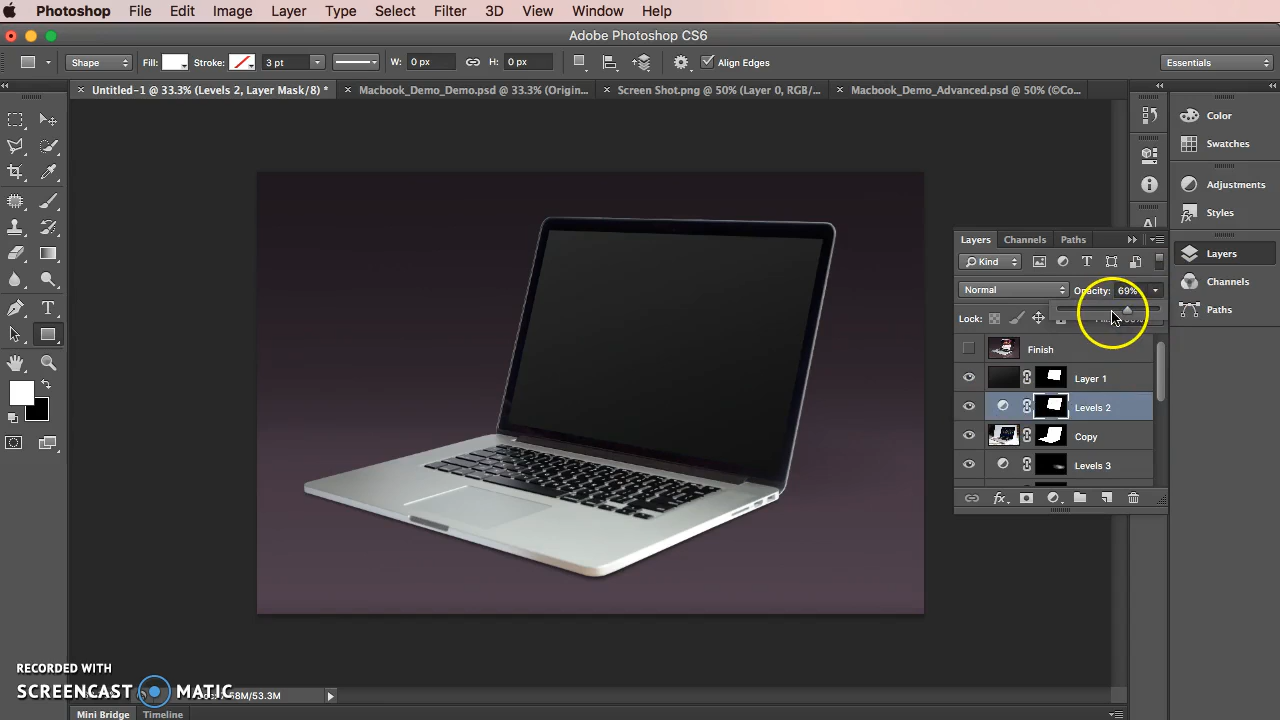 Photoshop File Edit Image Layer Type Select Filter 3D View Window Help
Adobe Photoshop CS6
Shape Fill: Stroke: 3 pt W: 0 px H: 0 px Align Edges Essentials
Untitled-1 @ 33.3% (Levels 2, Layer Mask/8) * Macbook_Demo_Demo.psd @ 33.3% (Origin... Screen Shot.png @ 50% (Layer 0, RGB/... Macbook_Demo_Advanced.psd @ 50% (©Co...
Color
Swatches
Adjustments
Styles
Layers
Channels
Paths
Layers Channels Paths
Kind
Normal Opacity: 69%
Lock:
Finish
Layer 1
Levels 2
Copy
Levels 3
fx
RECORDED WITH
SCREENCAST MATIC
Mini Bridge Timeline